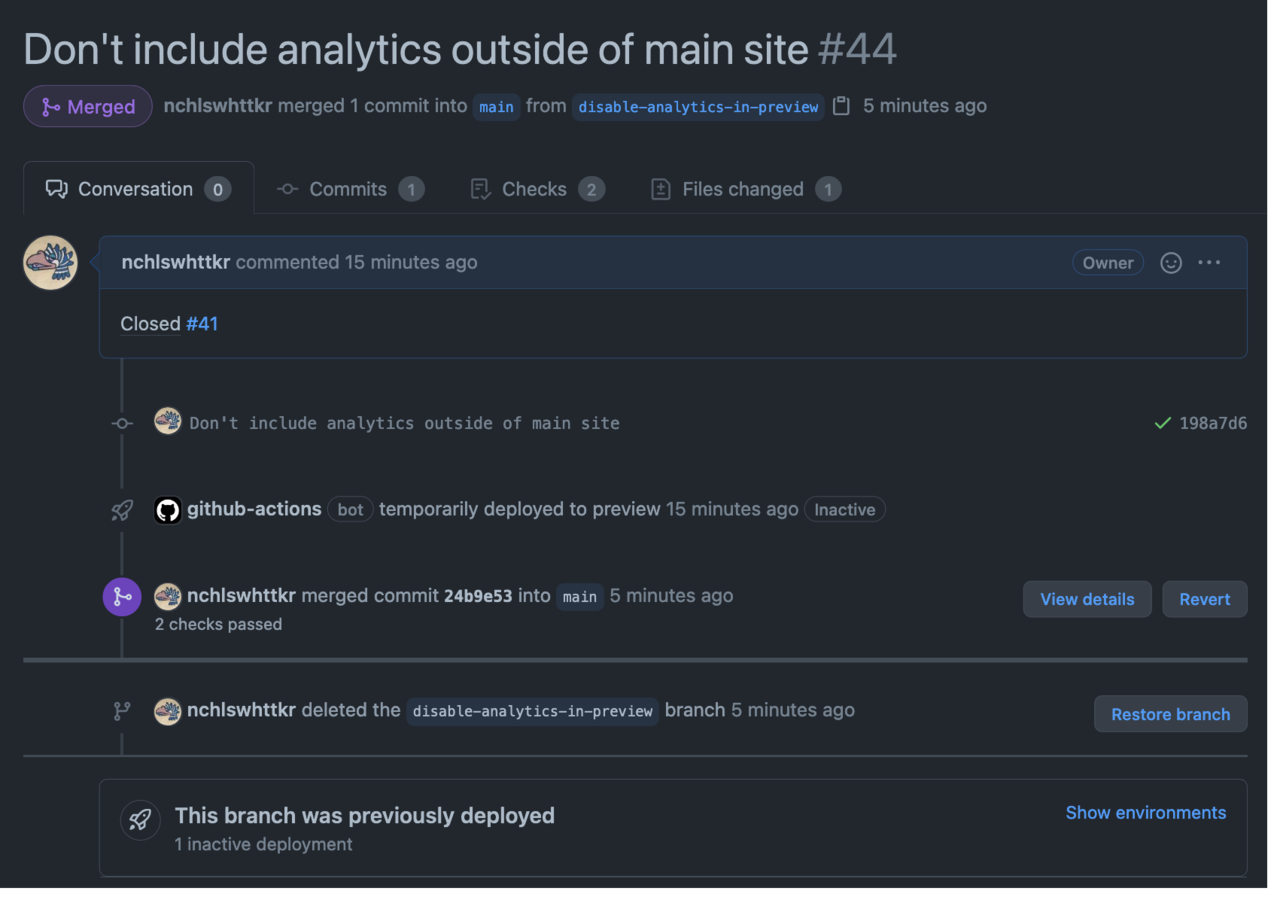 Don't include analytics outside of main site #44
Merged nchlswhttkr merged 1 commit into main from disable-analytics-in-preview 5 minutes ago
Conversation 0 Commits 1 Checks 2 Files changed 1
nchlswhttkr commented 15 minutes ago Owner
Closed #41
Don't include analytics outside of main site 198a7d6
github-actions bot temporarily deployed to preview 15 minutes ago Inactive
nchlswhttkr merged commit 24b9e53 into main 5 minutes ago View details Revert
2 checks passed
nchlswhttkr deleted the disable-analytics-in-preview branch 5 minutes ago Restore branch
This branch was previously deployed Show environments
1 inactive deployment